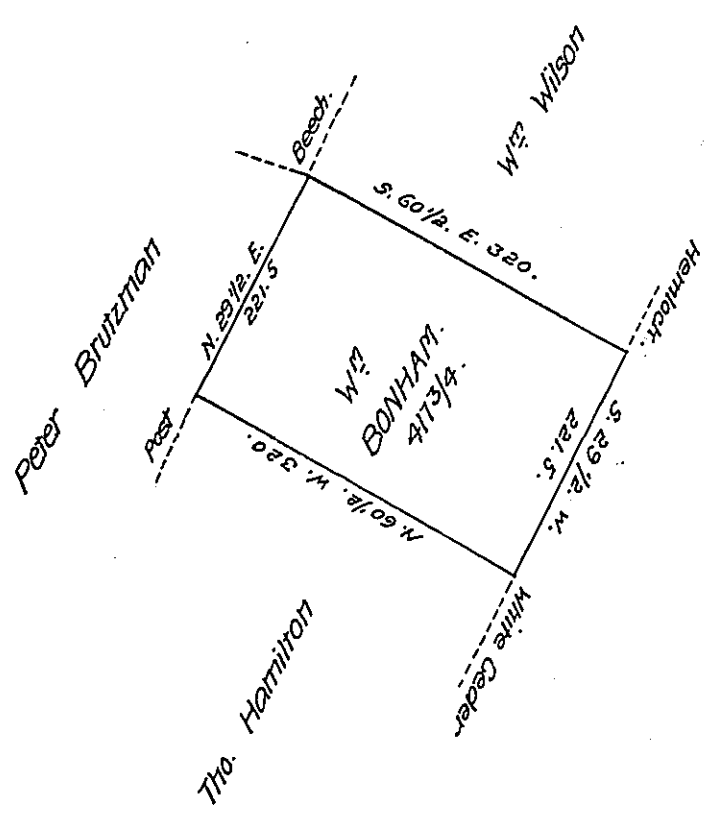 Wm Wilson
Beech.
S. 60 1/2. E. 320.
Hemlock.
Peter Brutzman
N. 29 1/2. E.
221.5
Wm
BONHAM.
417 3/4.
Post
S. 29 1/2. W.
221.5.
N. 60 1/2. W. 320.
White Ceder
Tho. Hamilton